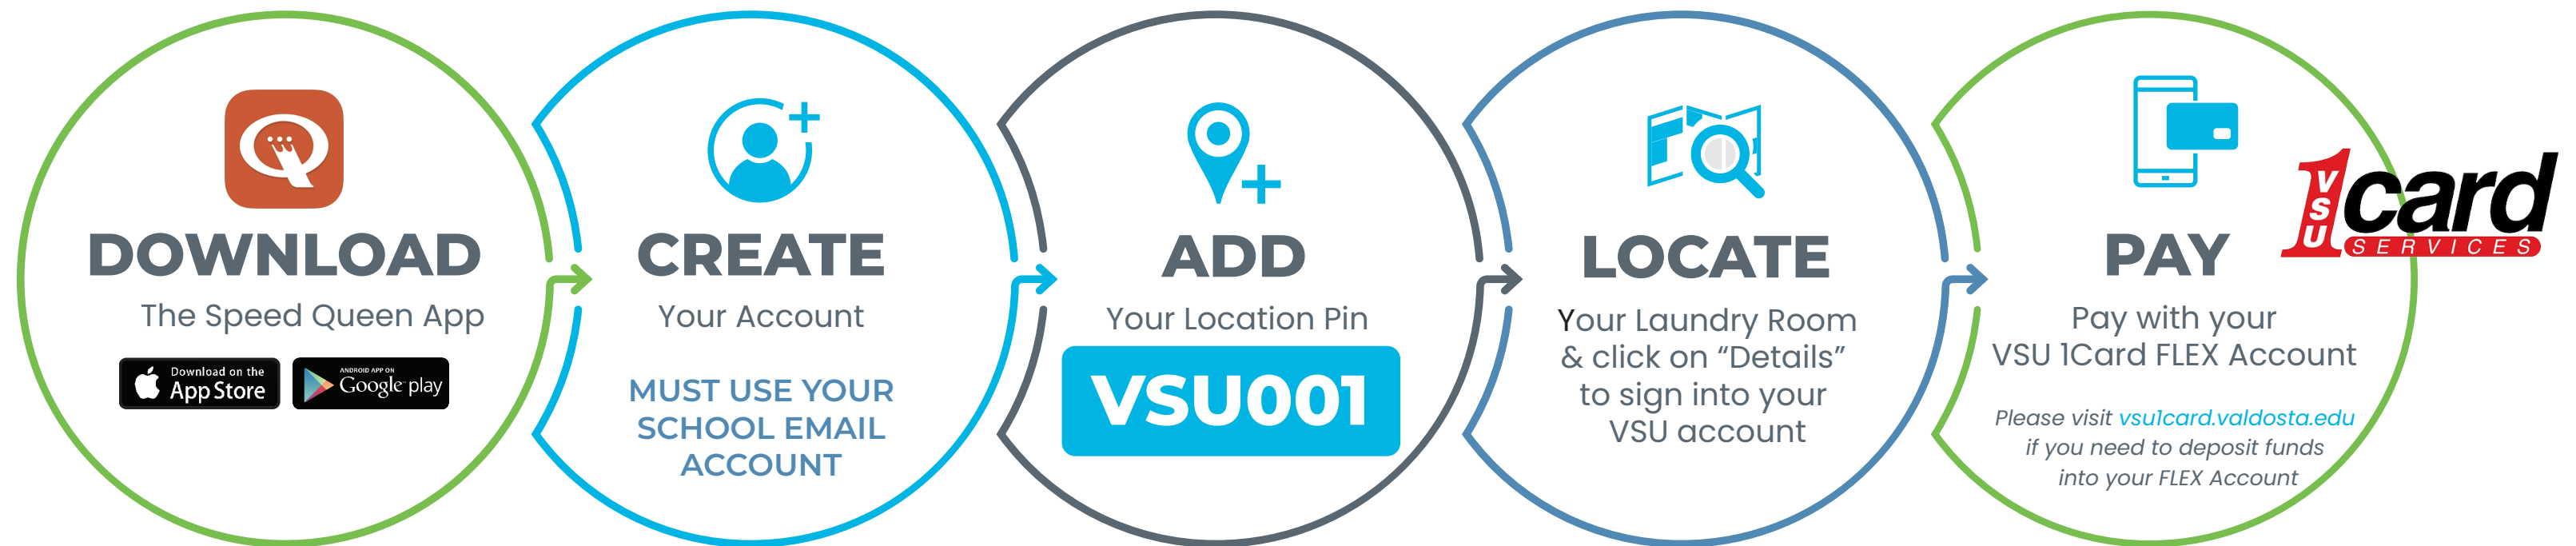 DOWNLOAD
The Speed Queen App
Download on the
App Store
ANDROID APP ON
Google play
CREATE
Your Account
MUST USE YOUR
SCHOOL EMAIL
ACCOUNT
ADD
Your Location Pin
VSU001
LOCATE
Your Laundry Room
& click on “Details”
to sign into your
VSU account
PAY
Pay with your
VSU 1Card FLEX Account
Please visit vsu1card.valdosta.edu
if you need to deposit funds
into your FLEX Account
VSU
1card
SERVICES